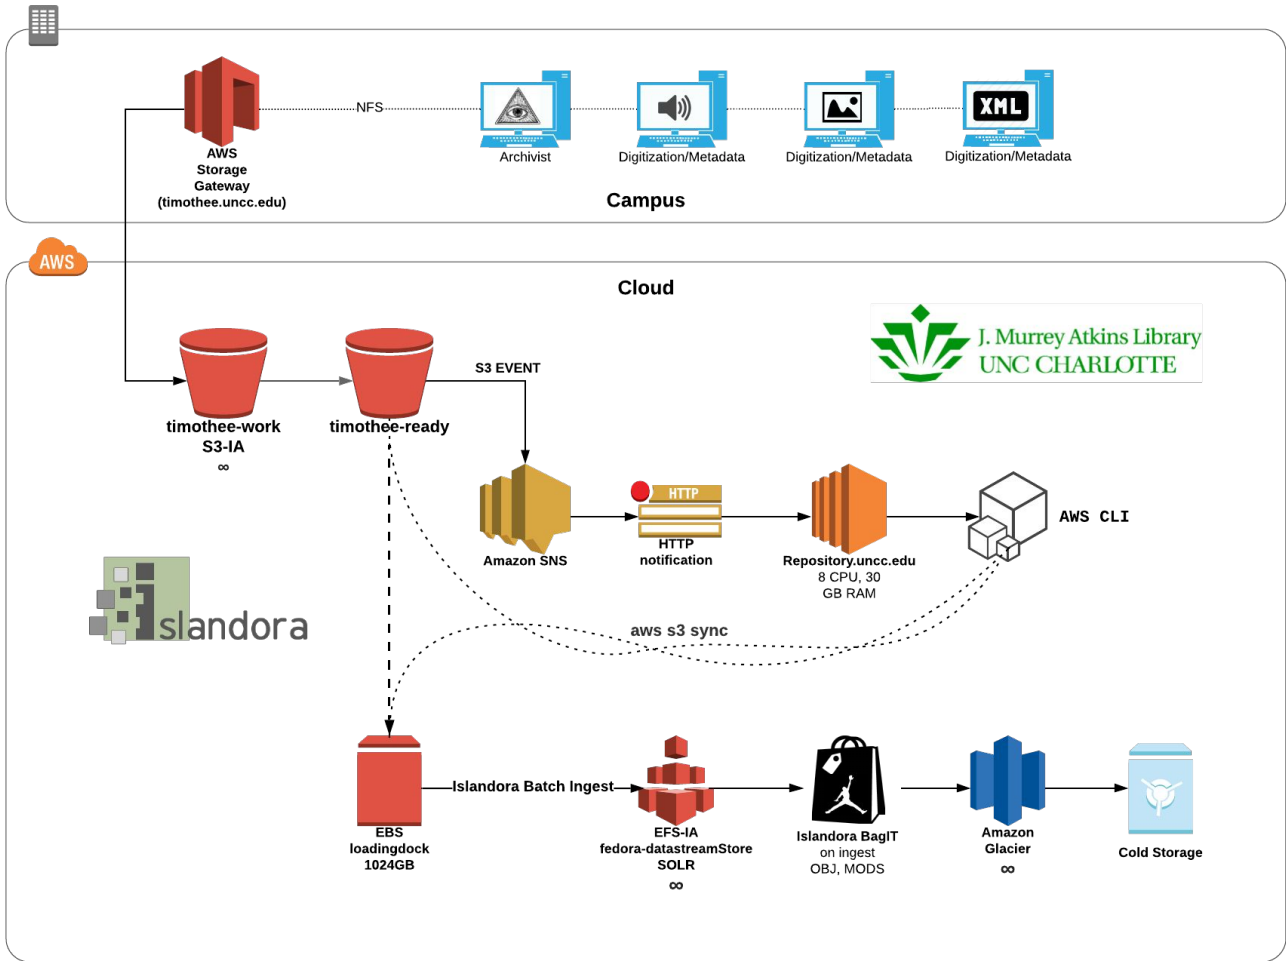 NFS
XML
AWS
Storage
Gateway
(timothee.uncc.edu)
Archivist
Digitization/Metadata
Digitization/Metadata
Digitization/Metadata
Campus
AWS
Cloud
J. Murrey Atkins Library
UNC CHARLOTTE
S3 EVENT
timothee-work
S3-IA
∞
timothee-ready
HTTP
AWS CLI
Amazon SNS
HTTP
notification
Repository.uncc.edu
8 CPU, 30
GB RAM
Islandora
aws s3 sync
Islandora Batch Ingest
EBS
loadingdock
1024GB
EFS-IA
fedora-datastreamStore
SOLR
∞
Islandora BagIT
on ingest
OBJ, MODS
Amazon
Glacier
∞
Cold Storage